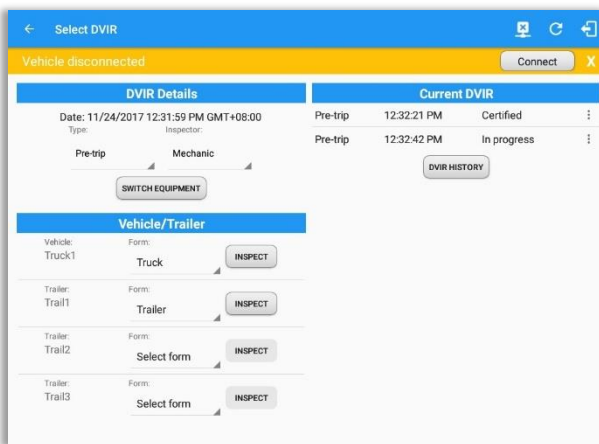 Select DVIR
Vehicle disconnected
Connect X
DVIR Details
Date: 11/24/2017 12:31:59 PM GMT+08:00
Type: Inspector:
Pre-trip Mechanic
SWITCH EQUIPMENT
Vehicle/Trailer
Vehicle: Form:
Truck1 Truck INSPECT
Trailer: Form:
Trail1 Trailer INSPECT
Trailer: Form:
Trail2 Select form INSPECT
Trailer: Form:
Trail3 Select form INSPECT
Current DVIR
Pre-trip 12:32:21 PM Certified
Pre-trip 12:32:42 PM In progress
DVIR HISTORY